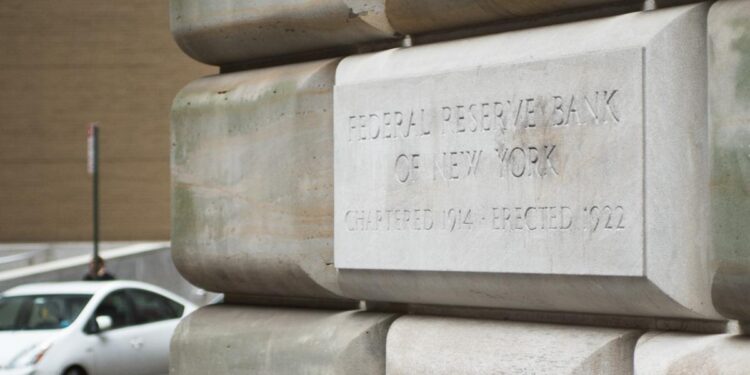 FEDERAL RESERVE BANK
OF NEW YORK
CHARTERED 1914 · ERECTED 1922